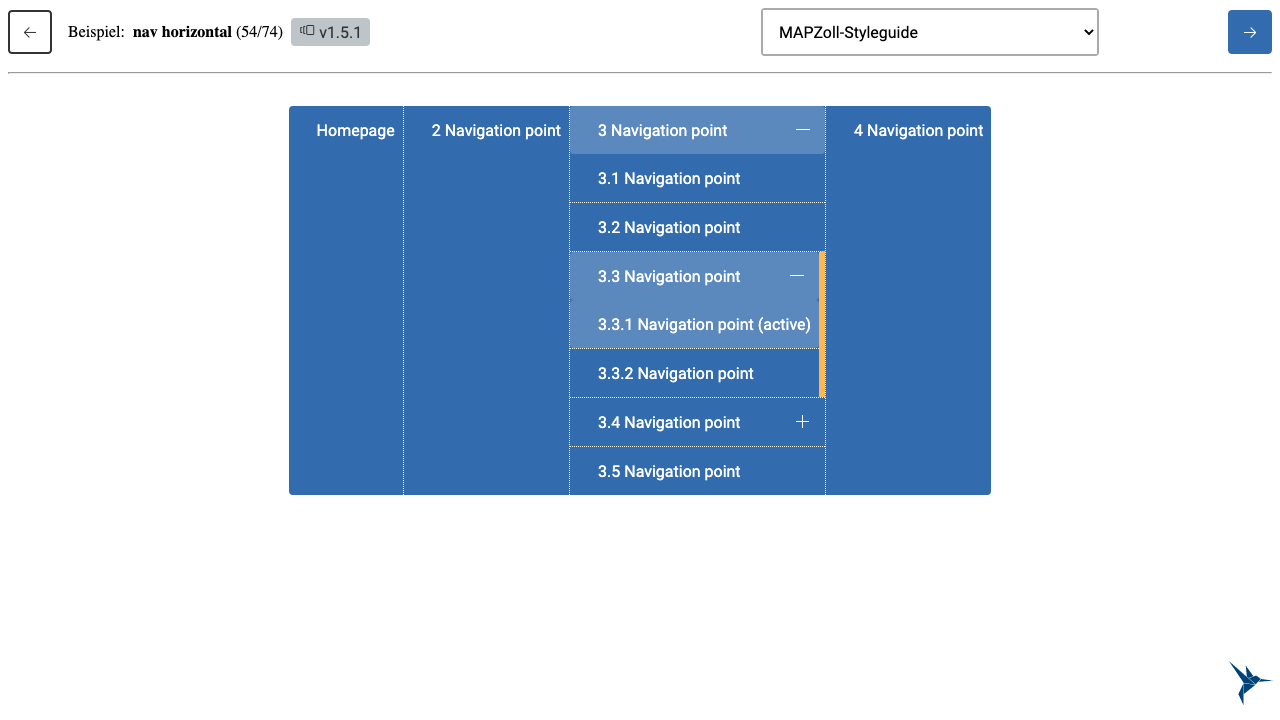 Beispiel: nav horizontal (54/74) v1.5.1
MAPZoll-Styleguide
Homepage
2 Navigation point
3 Navigation point
3.1 Navigation point
3.2 Navigation point
3.3 Navigation point
3.3.1 Navigation point (active)
3.3.2 Navigation point
3.4 Navigation point
3.5 Navigation point
4 Navigation point